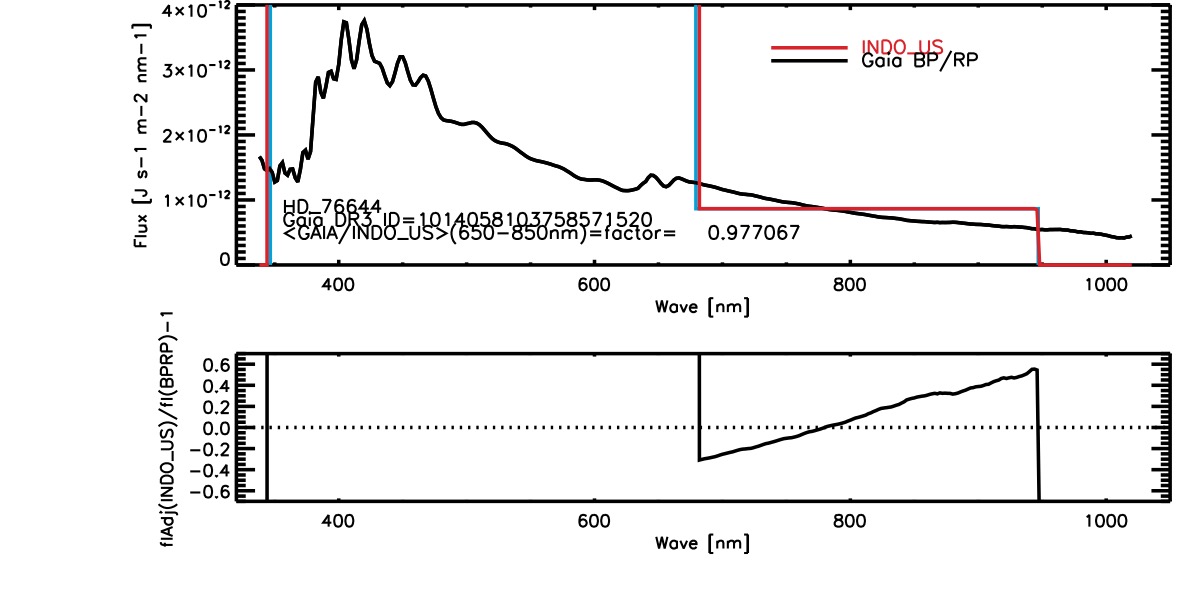 4×10−12
3×10−12
2×10−12
1×10−12
0
Flux [J s−1 m−2 nm−1]
INDO_US
Gaia BP/RP
HD_76644
Gaia DR3 ID=1014058103758571520
<GAIA/INDO_US>(650−850nm)=factor= 0.977067
400 600 800 1000
Wave [nm]
flAdj(INDO_US)/fl(BPRP)−1
0.6
0.4
0.2
0.0
−0.2
−0.4
−0.6
400 600 800 1000
Wave [nm]